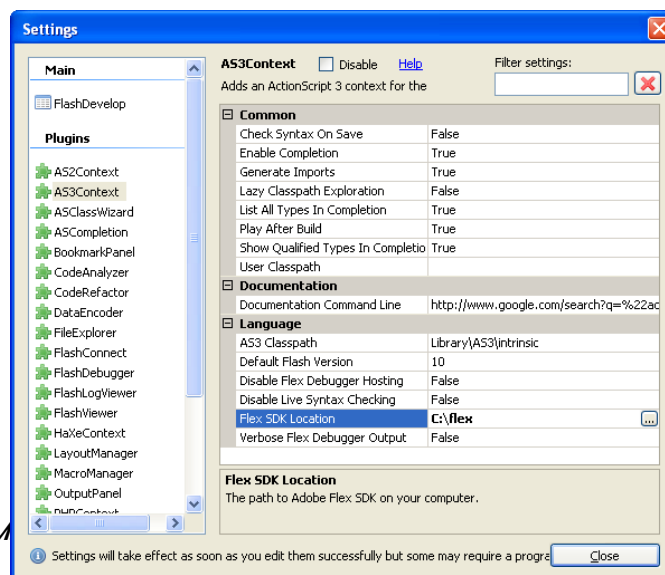 Settings
Main
FlashDevelop
Plugins
AS2Context
AS3Context
ASClassWizard
ASCompletion
BookmarkPanel
CodeAnalyzer
CodeRefactor
DataEncoder
FileExplorer
FlashConnect
FlashDebugger
FlashLogViewer
FlashViewer
HaXeContext
LayoutManager
MacroManager
OutputPanel
PHPContext
AS3Context Disable Help Filter settings:
Adds an ActionScript 3 context for the
Common
Check Syntax On Save False
Enable Completion True
Generate Imports True
Lazy Classpath Exploration False
List All Types In Completion True
Play After Build True
Show Qualified Types In Completio True
User Classpath
Documentation
Documentation Command Line http://www.google.com/search?q=%22ac
Language
AS3 Classpath Library\AS3\intrinsic
Default Flash Version 10
Disable Flex Debugger Hosting False
Disable Live Syntax Checking False
Flex SDK Location C:\flex ...
Verbose Flex Debugger Output False
Flex SDK Location
The path to Adobe Flex SDK on your computer.
Settings will take effect as soon as you edit them successfully but some may require a progra Close